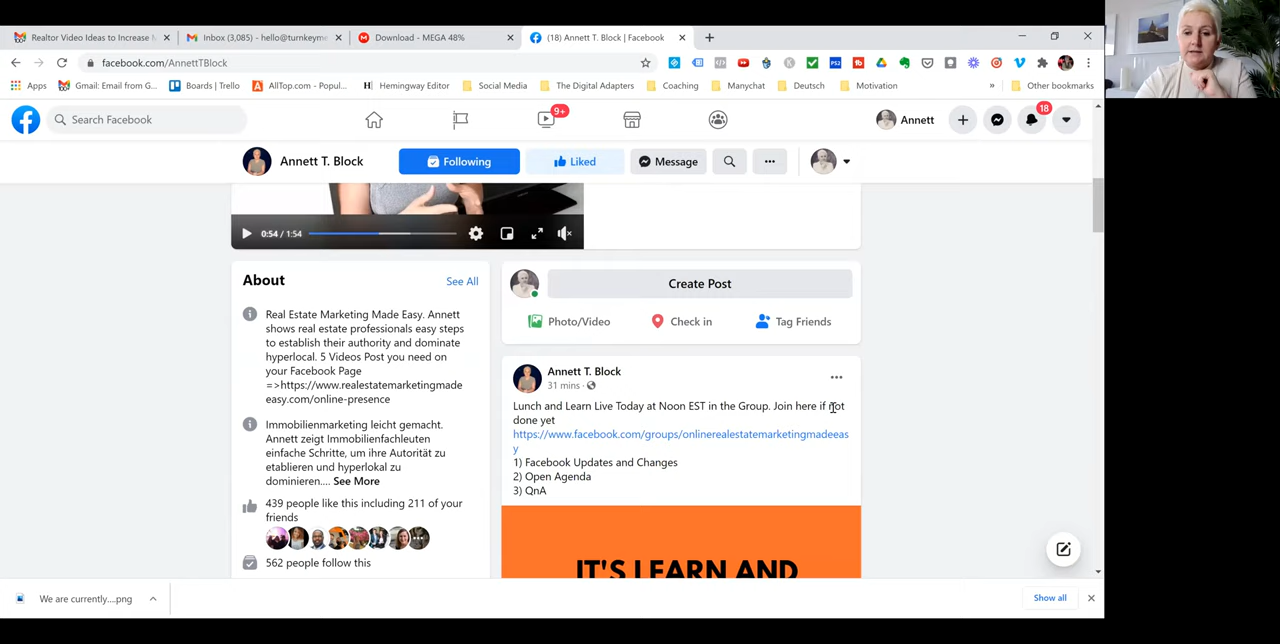 Realtor Video Ideas to Increase M
Inbox (3,085) - hello@turnkeyme
Download - MEGA 48%
(18) Annett T. Block | Facebook
facebook.com/AnnettTBlock
Apps
Gmail: Email from G...
Boards | Trello
AllTop.com - Popul...
Hemingway Editor
Social Media
The Digital Adapters
Coaching
Manychat
Deutsch
Motivation
»
Other bookmarks
Search Facebook
9+
Annett
18
Annett T. Block
Following
Liked
Message
0:54 / 1:54
About
See All
Real Estate Marketing Made Easy. Annett
shows real estate professionals easy steps
to establish their authority and dominate
hyperlocal. 5 Videos Post you need on
your Facebook Page
=>https://www.realestatemarketingmade
easy.com/online-presence
Immobilienmarketing leicht gemacht.
Annett zeigt Immobilienfachleuten
einfache Schritte, um ihre Autorität zu
etablieren und hyperlokal zu
dominieren.... See More
439 people like this including 211 of your
friends
562 people follow this
Create Post
Photo/Video
Check in
Tag Friends
Annett T. Block
31 mins ·
Lunch and Learn Live Today at Noon EST in the Group. Join here if not
done yet
https://www.facebook.com/groups/onlinerealestatemarketingmadeeas
y
1) Facebook Updates and Changes
2) Open Agenda
3) QnA
IT'S LEARN AND
We are currently....png
Show all